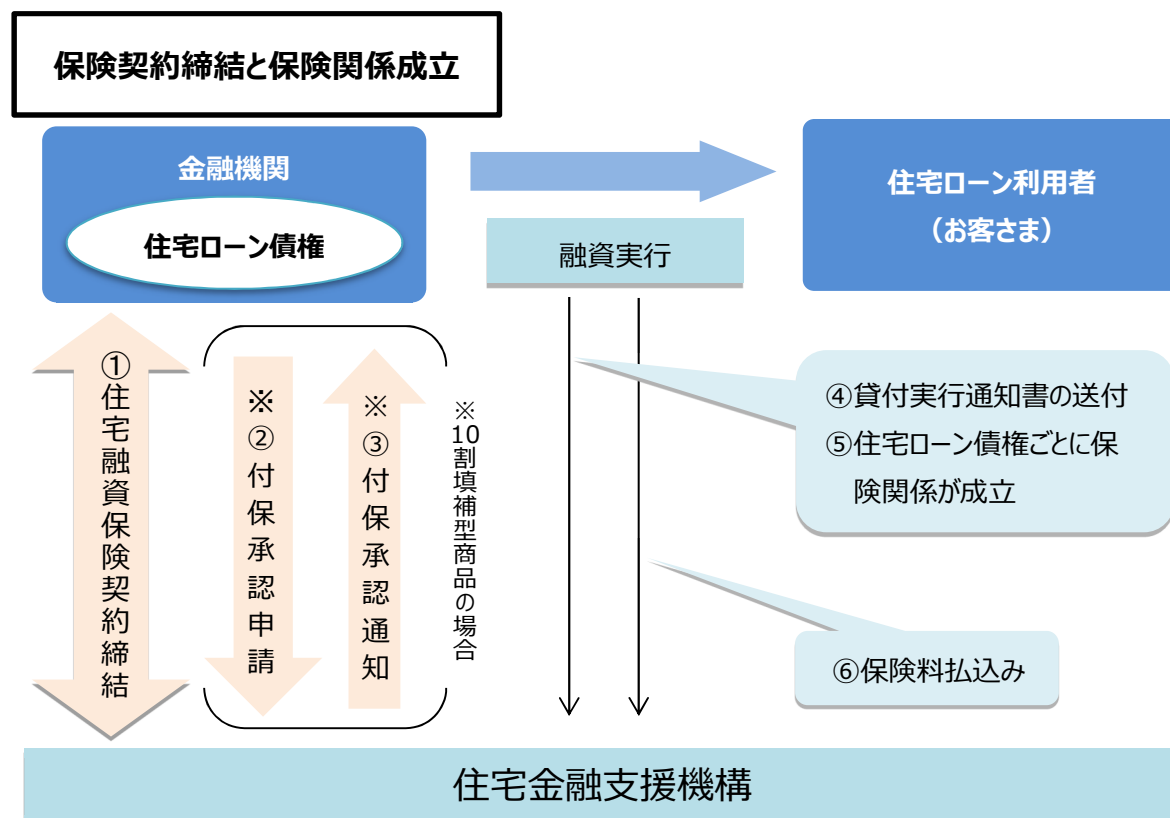 保険契約締結と保険関係成立
金融機関
住宅ローン債権
融資実行
住宅ローン利用者
（お客さま）
①住宅融資保険契約締結
※②付保承認申請
※③付保承認通知
※10割填補型商品の場合
④貸付実行通知書の送付
⑤住宅ローン債権ごとに保
険関係が成立
⑥保険料払込み
住宅金融支援機構